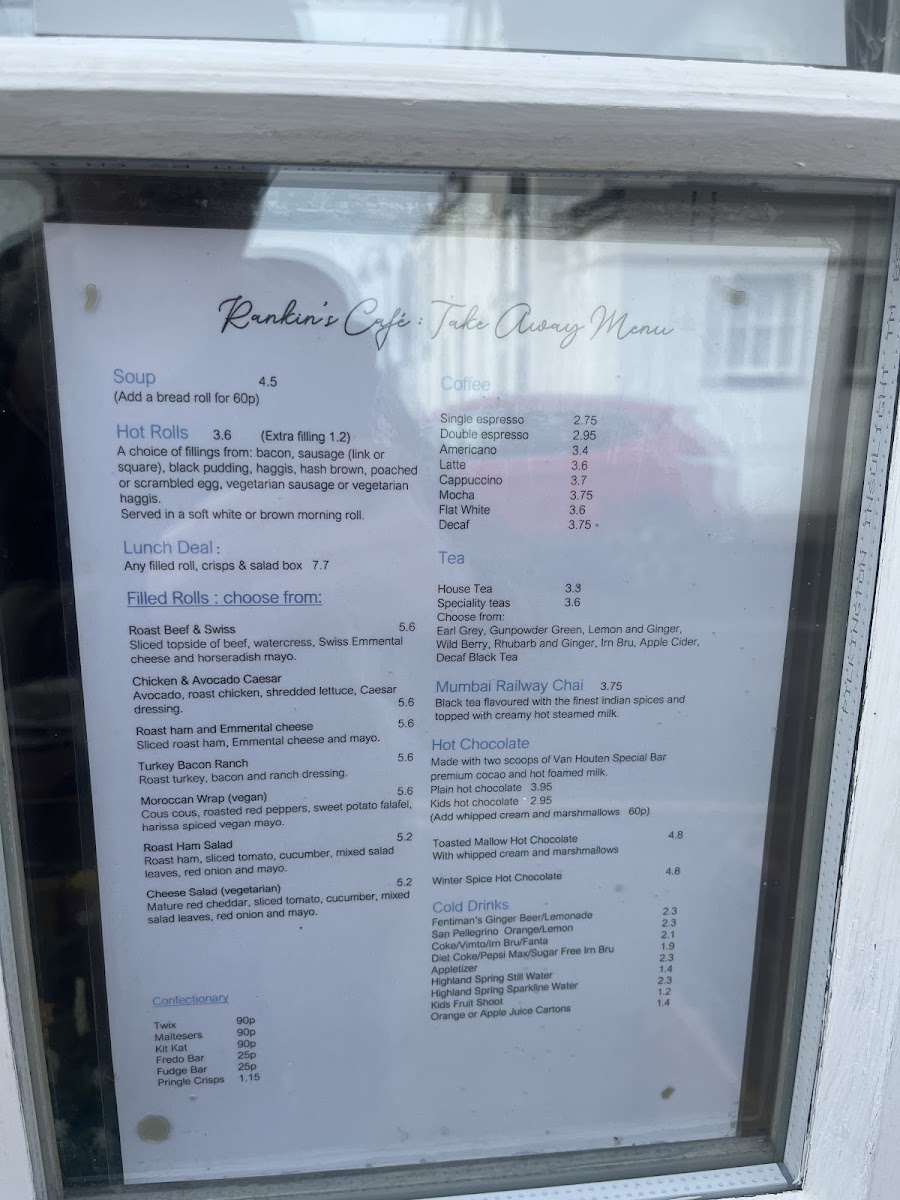 Rankin's Café : Take Away Menu
Soup 4.5
(Add a bread roll for 60p)
Hot Rolls 3.6 (Extra filling 1.2)
A choice of fillings from: bacon, sausage (link or
square), black pudding, haggis, hash brown, poached
or scrambled egg, vegetarian sausage or vegetarian
haggis.
Served in a soft white or brown morning roll.
Lunch Deal :
Any filled roll, crisps & salad box 7.7
Filled Rolls : choose from:
Roast Beef & Swiss 5.6
Sliced topside of beef, watercress, Swiss Emmental
cheese and horseradish mayo.
Chicken & Avocado Caesar
Avocado, roast chicken, shredded lettuce, Caesar
dressing. 5.6
Roast ham and Emmental cheese 5.6
Sliced roast ham, Emmental cheese and mayo.
Turkey Bacon Ranch 5.6
Roast turkey, bacon and ranch dressing.
Moroccan Wrap (vegan) 5.6
Cous cous, roasted red peppers, sweet potato falafel,
harissa spiced vegan mayo.
Roast Ham Salad 5.2
Roast ham, sliced tomato, cucumber, mixed salad
leaves, red onion and mayo.
Cheese Salad (vegetarian) 5.2
Mature red cheddar, sliced tomato, cucumber, mixed
salad leaves, red onion and mayo.
Confectionary
Twix 90p
Maltesers 90p
Kit Kat 90p
Fredo Bar 25p
Fudge Bar 25p
Pringle Crisps 1.15
Coffee
Single espresso 2.75
Double espresso 2.95
Americano 3.4
Latte 3.6
Cappuccino 3.7
Mocha 3.75
Flat White 3.6
Decaf 3.75
Tea
House Tea 3.3
Speciality teas 3.6
Choose from:
Earl Grey, Gunpowder Green, Lemon and Ginger,
Wild Berry, Rhubarb and Ginger, Irn Bru, Apple Cider,
Decaf Black Tea
Mumbai Railway Chai 3.75
Black tea flavoured with the finest Indian spices and
topped with creamy hot steamed milk.
Hot Chocolate
Made with two scoops of Van Houten Special Bar
premium cocao and hot foamed milk.
Plain hot chocolate 3.95
Kids hot chocolate 2.95
(Add whipped cream and marshmallows 60p)
Toasted Mallow Hot Chocolate 4.8
With whipped cream and marshmallows
Winter Spice Hot Chocolate 4.8
Cold Drinks
Fentiman's Ginger Beer/Lemonade 2.3
San Pellegrino Orange/Lemon 2.3
Coke/Vimto/Irn Bru/Fanta 2.1
Diet Coke/Pepsi Max/Sugar Free Irn Bru 1.9
Appletizer 2.3
Highland Spring Still Water 1.4
Highland Spring Sparkline Water 2.3
Kids Fruit Shoot 1.2
Orange or Apple Juice Cartons 1.4